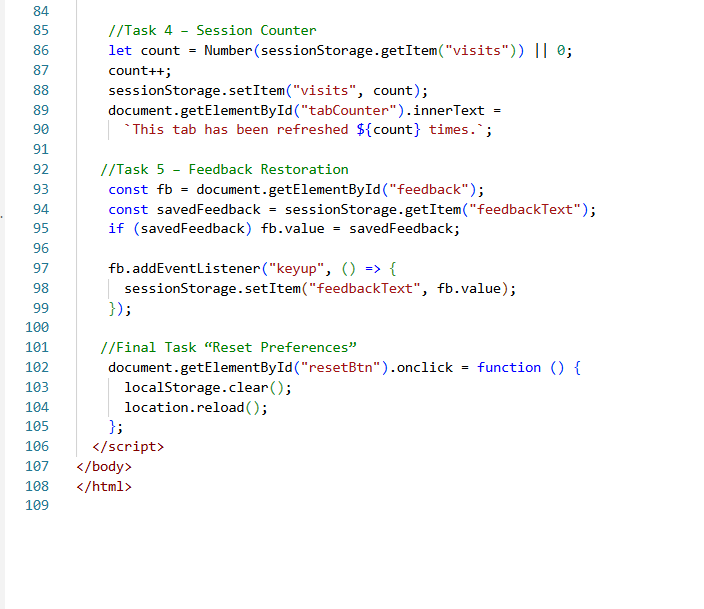 84
85 //Task 4 – Session Counter
86 let count = Number(sessionStorage.getItem("visits")) || 0;
87 count++;
88 sessionStorage.setItem("visits", count);
89 document.getElementById("tabCounter").innerText =
90 `This tab has been refreshed ${count} times.`;
91
92 //Task 5 – Feedback Restoration
93 const fb = document.getElementById("feedback");
94 const savedFeedback = sessionStorage.getItem("feedbackText");
95 if (savedFeedback) fb.value = savedFeedback;
96
97 fb.addEventListener("keyup", () => {
98 sessionStorage.setItem("feedbackText", fb.value);
99 });
100
101 //Final Task “Reset Preferences”
102 document.getElementById("resetBtn").onclick = function () {
103 localStorage.clear();
104 location.reload();
105 };
106 </script>
107 </body>
108 </html>
109